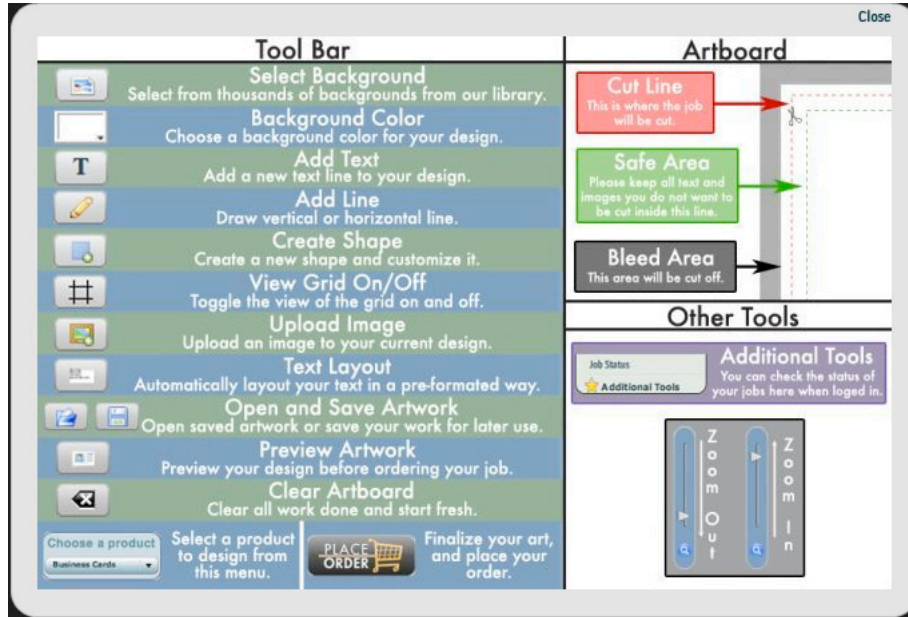 Close
Tool Bar
Select Background
Select from thousands of backgrounds from our library.
Background Color
Choose a background color for your design.
T
Add Text
Add a new text line to your design.
Add Line
Draw vertical or horizontal line.
Create Shape
Create a new shape and customize it.
View Grid On/Off
Toggle the view of the grid on and off.
Upload Image
Upload an image to your current design.
Text Layout
Automatically layout your text in a pre-formated way.
Open and Save Artwork
Open saved artwork or save your work for later use.
Preview Artwork
Preview your design before ordering your job.
Clear Artboard
Clear all work done and start fresh.
Choose a product
Business Cards
Select a product
to design from
this menu.
PLACE
ORDER
Finalize your art,
and place your
order.
Artboard
Cut Line
This is where the job
will be cut.
Safe Area
Please keep all text and
images you do not want to
be cut inside this line.
Bleed Area
This area will be cut off.
Other Tools
Job Status
Additional Tools
Additional Tools
You can check the status of
your jobs here when loged in.
Zoom Out
Zoom In